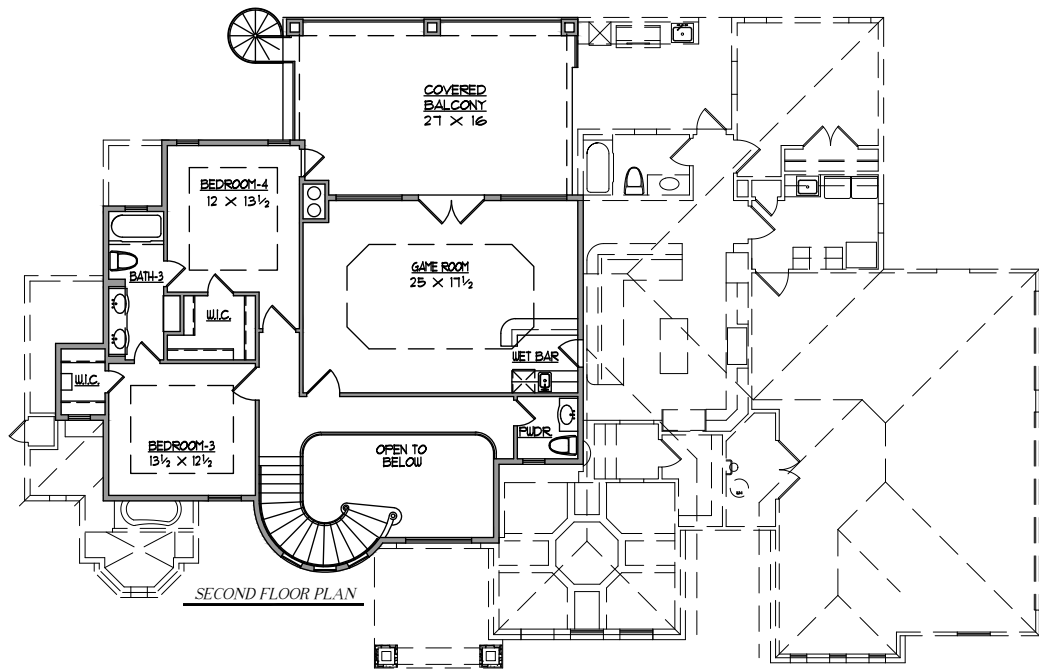 COVERED
BALCONY
27 X 16
BEDROOM-4
12 X 13½
GAME ROOM
25 X 17½
BATH-3
W.I.C.
WET BAR
W.I.C.
PWDR.
BEDROOM-3
13½ X 12½
OPEN TO
BELOW
SECOND FLOOR PLAN